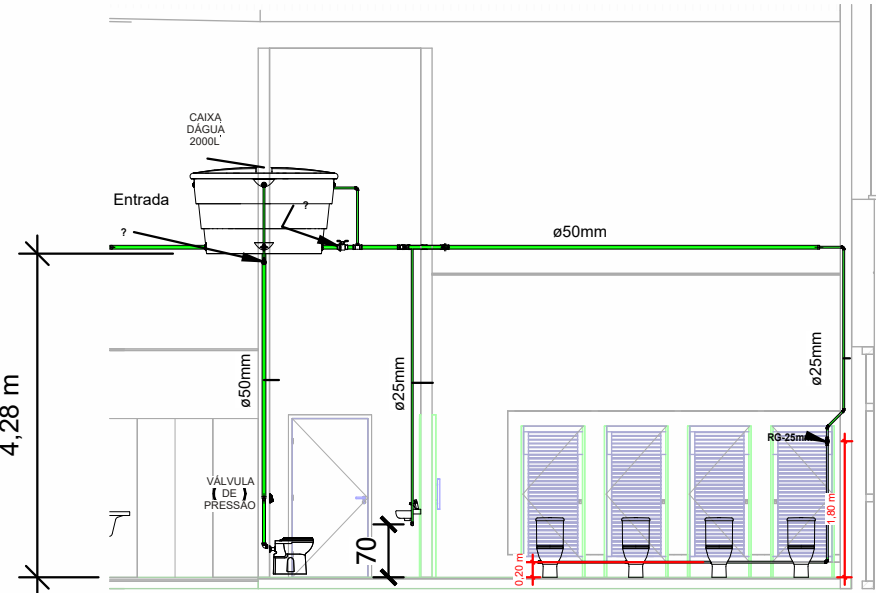 CAIXA
DÁGUA
2000L
Entrada
?
?
ø50mm
4,28 m
ø50mm
ø25mm
ø25mm
RG-25mm
VÁLVULA
DE
PRESSÃO
70
1,80 m
0,20 m